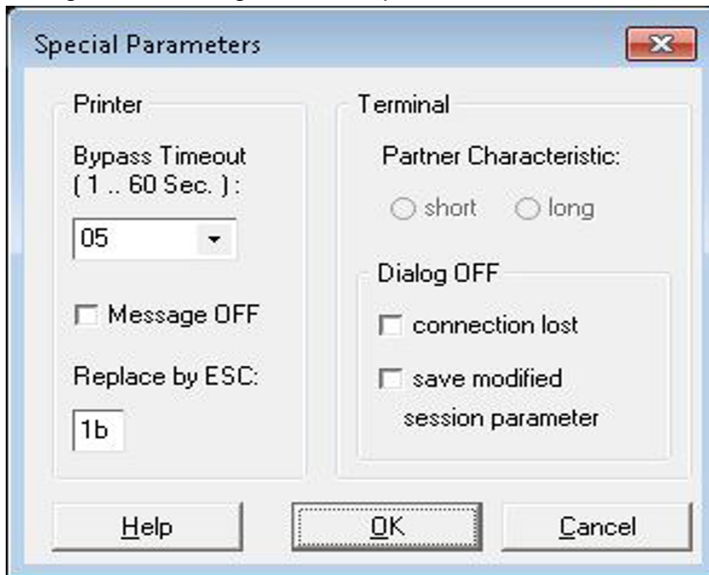 Special Parameters
Printer
Bypass Timeout
( 1 .. 60 Sec. ) :
05
Message OFF
Replace by ESC:
1b
Terminal
Partner Characteristic:
short long
Dialog OFF
connection lost
save modified
session parameter
Help OK Cancel